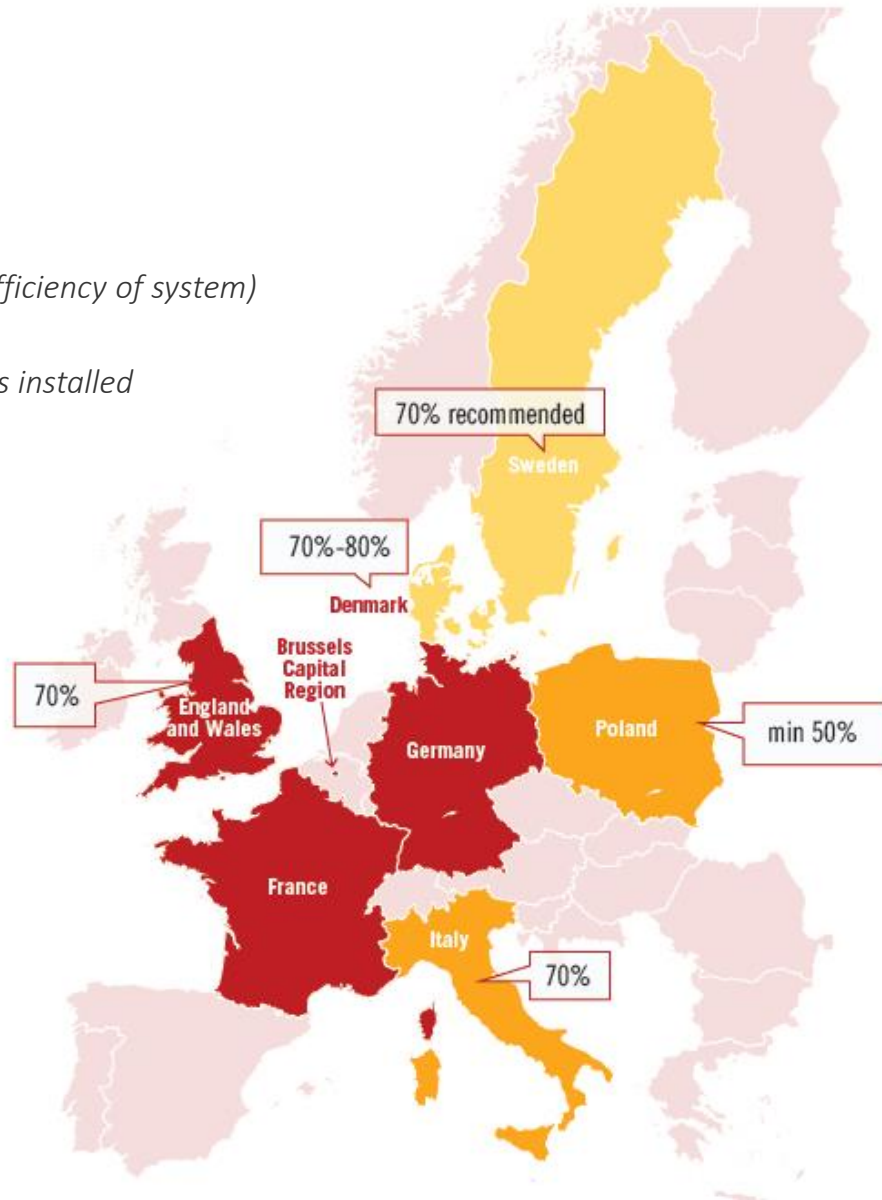 fficiency of system)
s installed
70% recommended
Sweden
70%-80%
Denmark
Brussels
Capital
Region
70%
England
and Wales
Poland
min 50%
Germany
France
Italy
70%